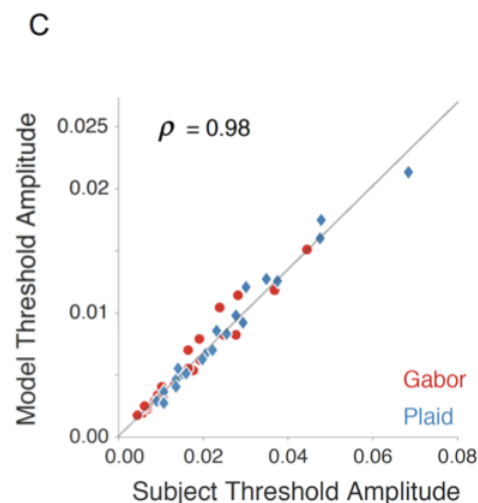 C
ρ = 0.98
Model Threshold Amplitude
0.025
0.02
0.01
0.00
Gabor
Plaid
0.00 0.02 0.04 0.06 0.08
Subject Threshold Amplitude